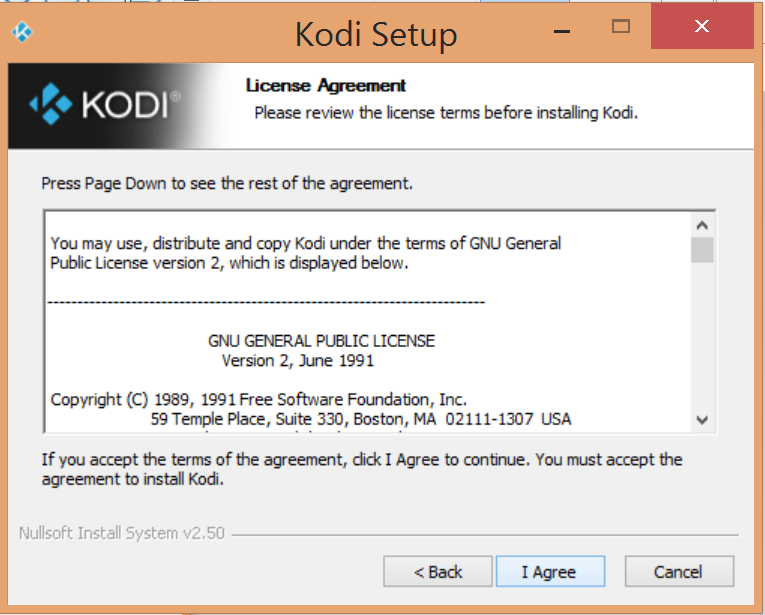 Kodi Setup
KODI®
License Agreement
Please review the license terms before installing Kodi.
Press Page Down to see the rest of the agreement.
You may use, distribute and copy Kodi under the terms of GNU General
Public License version 2, which is displayed below.
-------------------------------------------------------------------------
GNU GENERAL PUBLIC LICENSE
Version 2, June 1991
Copyright (C) 1989, 1991 Free Software Foundation, Inc.
59 Temple Place, Suite 330, Boston, MA 02111-1307 USA
If you accept the terms of the agreement, click I Agree to continue. You must accept the
agreement to install Kodi.
Nullsoft Install System v2.50
< Back
I Agree
Cancel